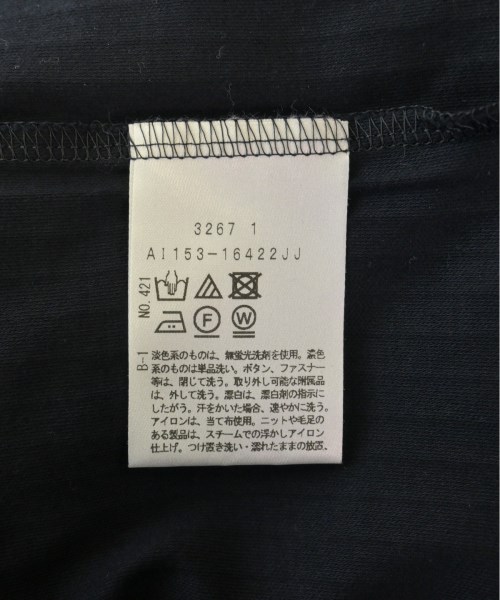 3267 1
AI153-16422JJ
NO.421
F
W
B-1
淡色系のものは、無蛍光洗剤を使用。濃色
系のものは単品洗い。ボタン、ファスナー
等は、閉じて洗う。取り外し可能な附属品
は、外して洗う。漂白は、漂白剤の指示に
したがう。汗をかいた場合、速やかに洗う。
アイロンは、当て布使用。ニットや毛足の
ある製品は、スチームでの浮かしアイロン
仕上げ。つけ置き洗い・濡れたままの放置、